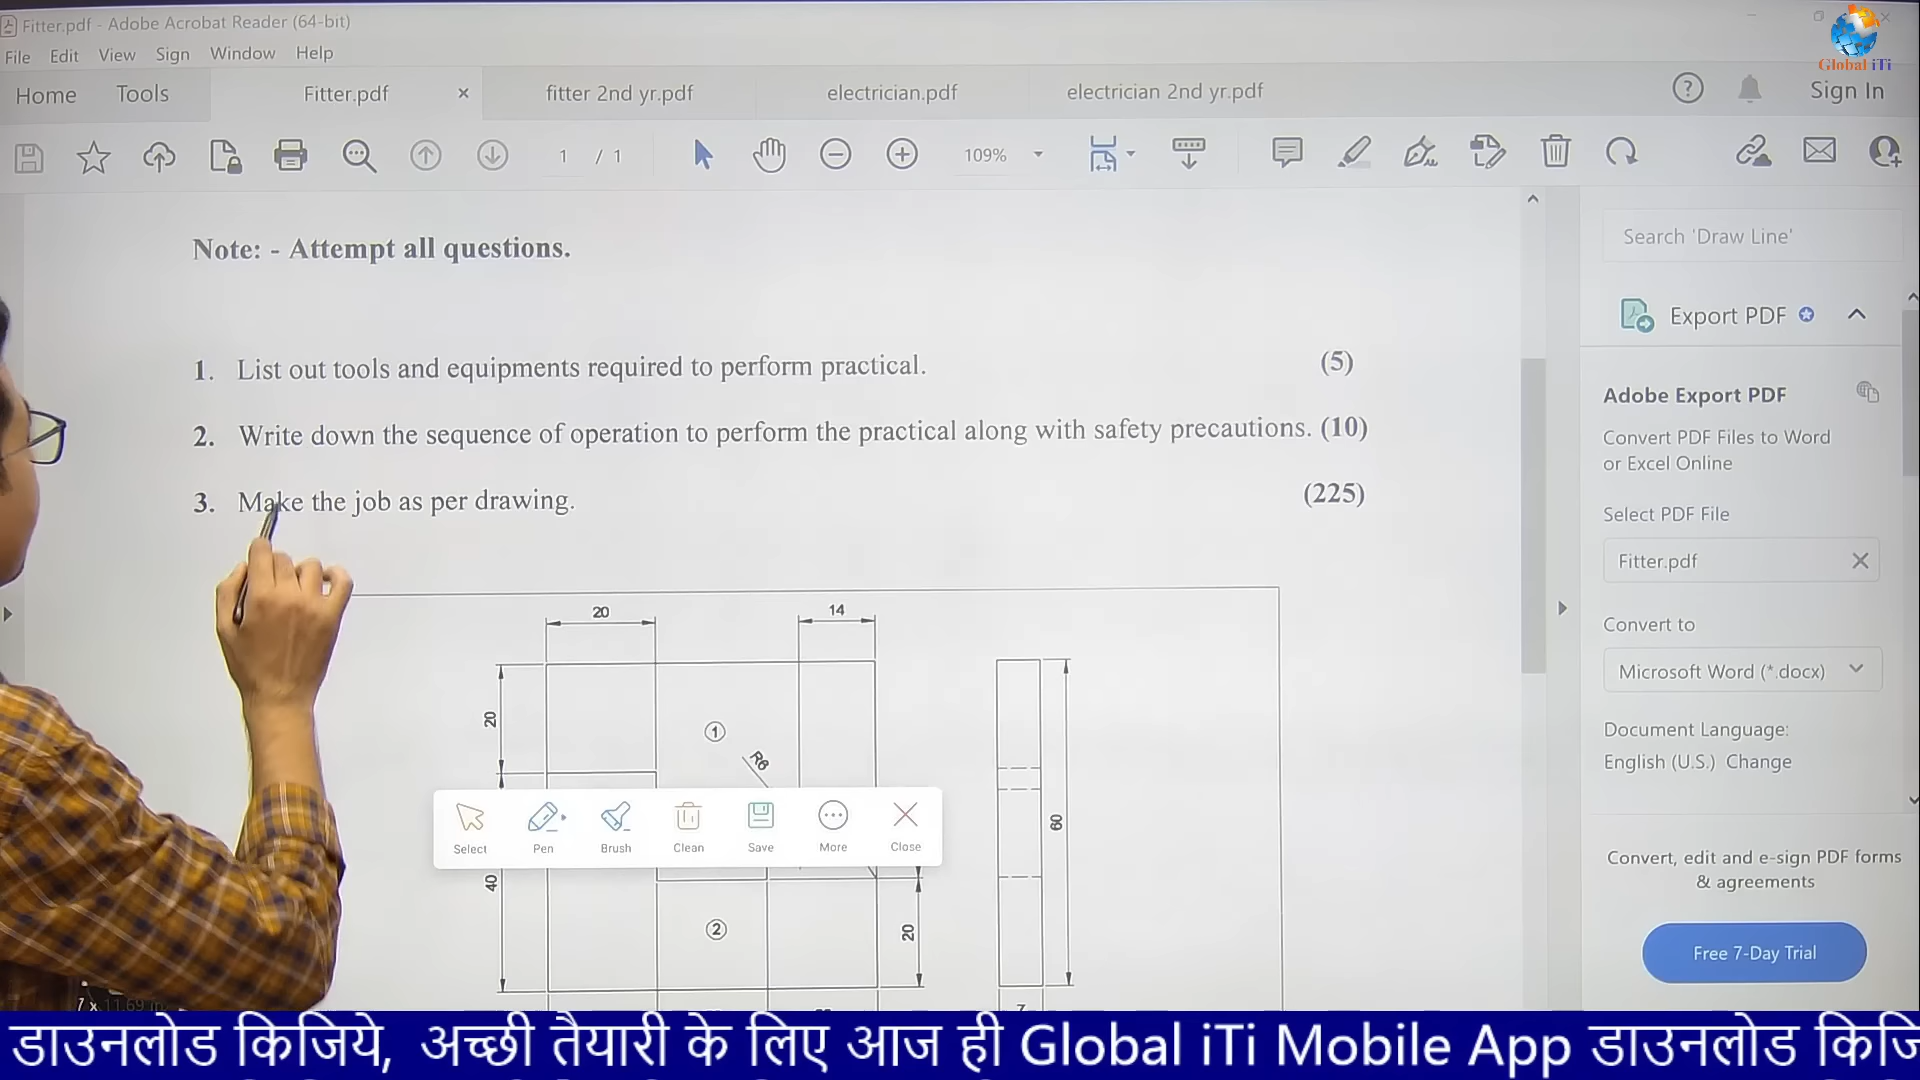 Fitter.pdf - Adobe Acrobat Reader (64-bit)
File Edit View Sign Window Help
Global iTi
Home Tools Fitter.pdf fitter 2nd yr.pdf electrician.pdf electrician 2nd yr.pdf Sign In
1 / 1 109%
Note: - Attempt all questions.
1. List out tools and equipments required to perform practical. (5)
2. Write down the sequence of operation to perform the practical along with safety precautions. (10)
3. Make the job as per drawing. (225)
20 14
20
1
R6
60
Select Pen Brush Clean Save More Close
40
2
20
Search 'Draw Line'
Export PDF
Adobe Export PDF
Convert PDF Files to Word
or Excel Online
Select PDF File
Fitter.pdf
Convert to
Microsoft Word (*.docx)
Document Language:
English (U.S.) Change
Convert, edit and e-sign PDF forms
& agreements
Free 7-Day Trial
डाउनलोड किजिये, अच्छी तैयारी के लिए आज ही Global iTi Mobile App डाउनलोड किजि